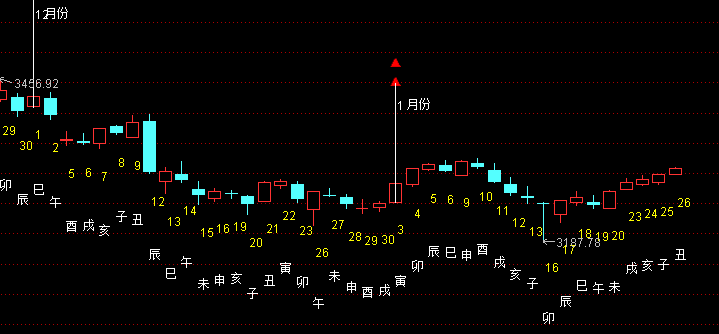 12月份
3456.92
1月份
3187.78
29 30 1 2 5 6 7 8 9 12 13 14 15 16 19 20 21 22 23 26 27 28 29 30 3 4 5 6 9 10 11 12 13 16 17 18 19 20 23 24 25 26
卯 辰 巳 午 酉 戌 亥 子 丑 辰 巳 午 未 申 亥 子 丑 寅 卯 午 未 申 酉 戌 寅 卯 辰 巳 申 酉 戌 亥 子 卯 辰 巳 午 未 戌 亥 子 丑